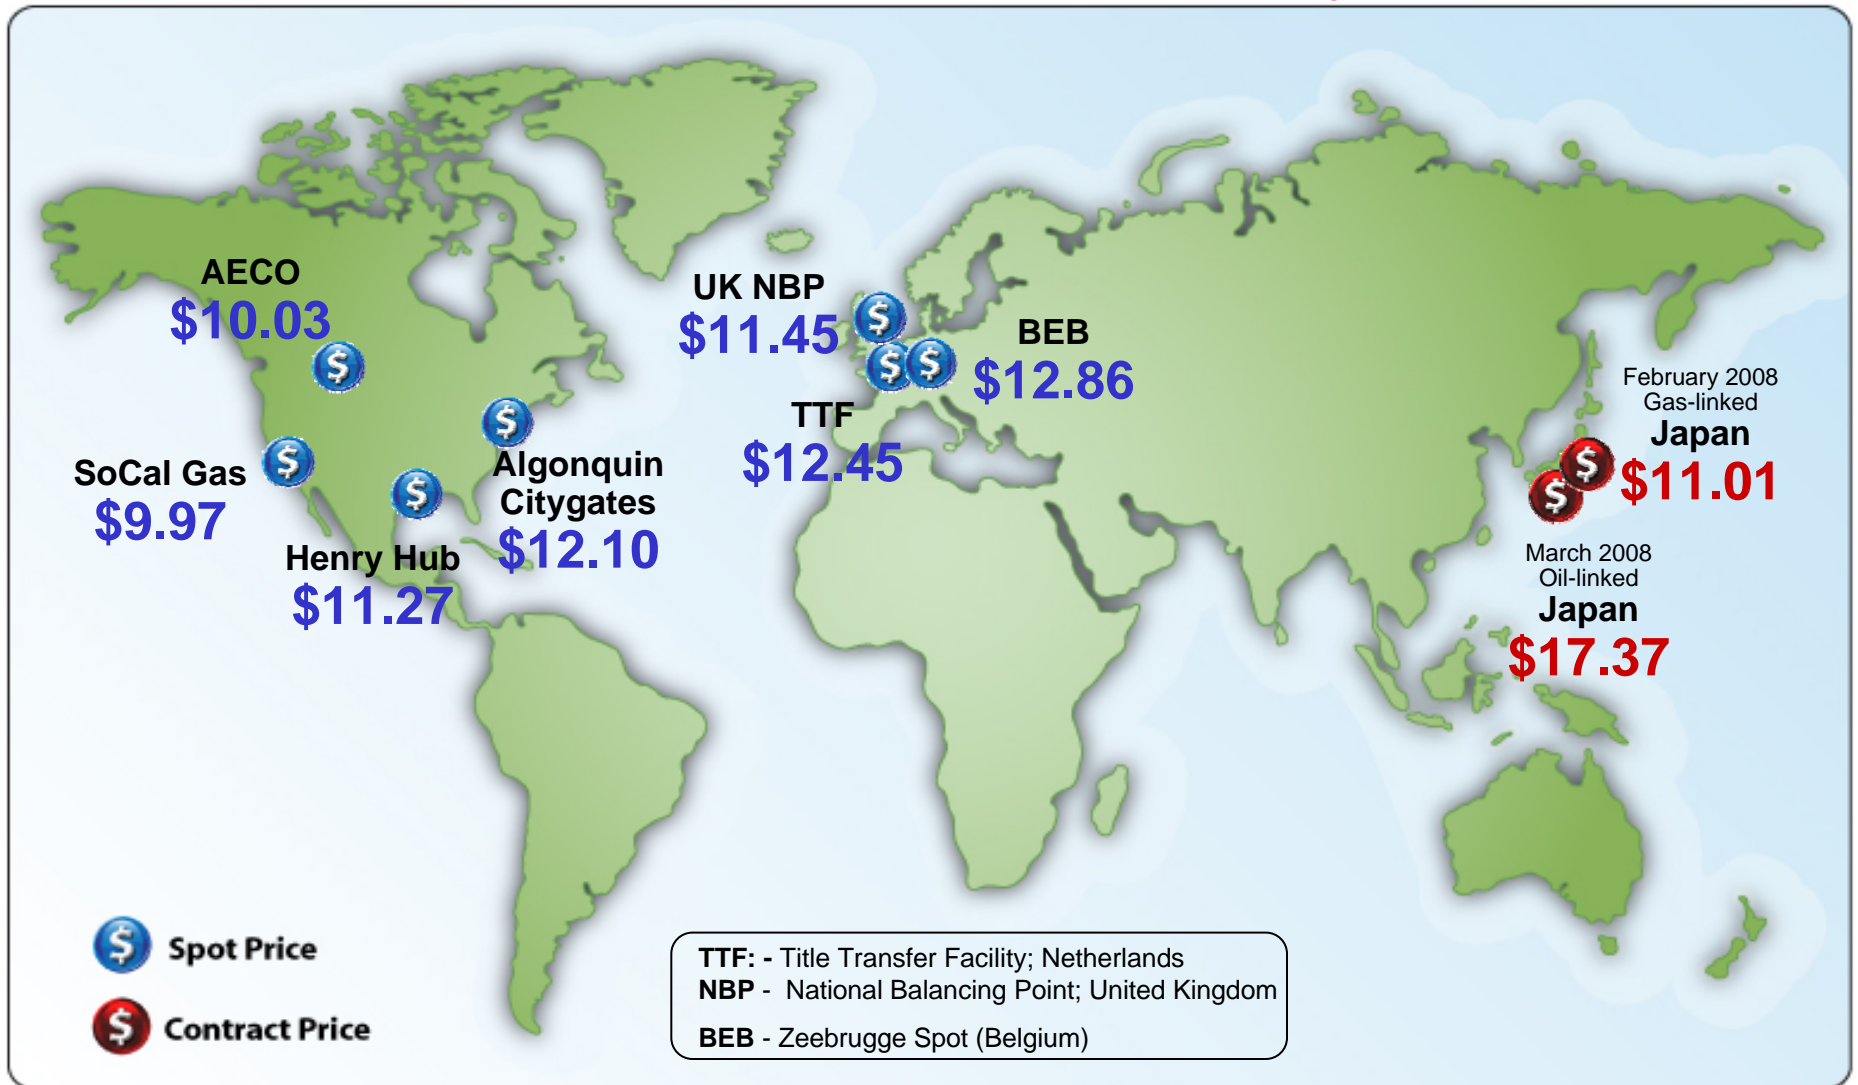 AECO
$10.03
UK NBP
$11.45
BEB
$12.86
TTF
$12.45
SoCal Gas
$9.97
Algonquin
Citygates
$12.10
Henry Hub
$11.27
February 2008
Gas-linked
Japan
$11.01
March 2008
Oil-linked
Japan
$17.37
$ Spot Price
$ Contract Price
TTF: - Title Transfer Facility; Netherlands
NBP - National Balancing Point; United Kingdom
BEB - Zeebrugge Spot (Belgium)